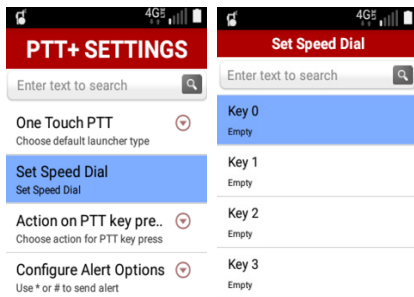 4G
PTT+ SETTINGS
Enter text to search
One Touch PTT
Choose default launcher type
Set Speed Dial
Set Speed Dial
Action on PTT key pre..
Choose action for PTT key press
Configure Alert Options
Use * or # to send alert
4G
Set Speed Dial
Enter text to search
Key 0
Empty
Key 1
Empty
Key 2
Empty
Key 3
Empty